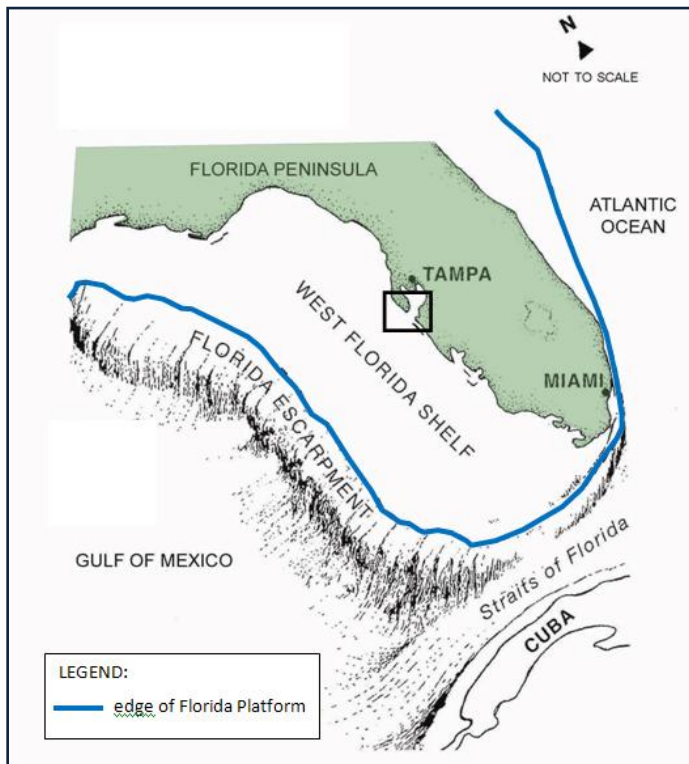 N
NOT TO SCALE
FLORIDA PENINSULA
ATLANTIC
OCEAN
TAMPA
WEST FLORIDA SHELF
MIAMI
FLORIDA ESCARPMENT
GULF OF MEXICO
Straits of Florida
CUBA
LEGEND:
edge of Florida Platform